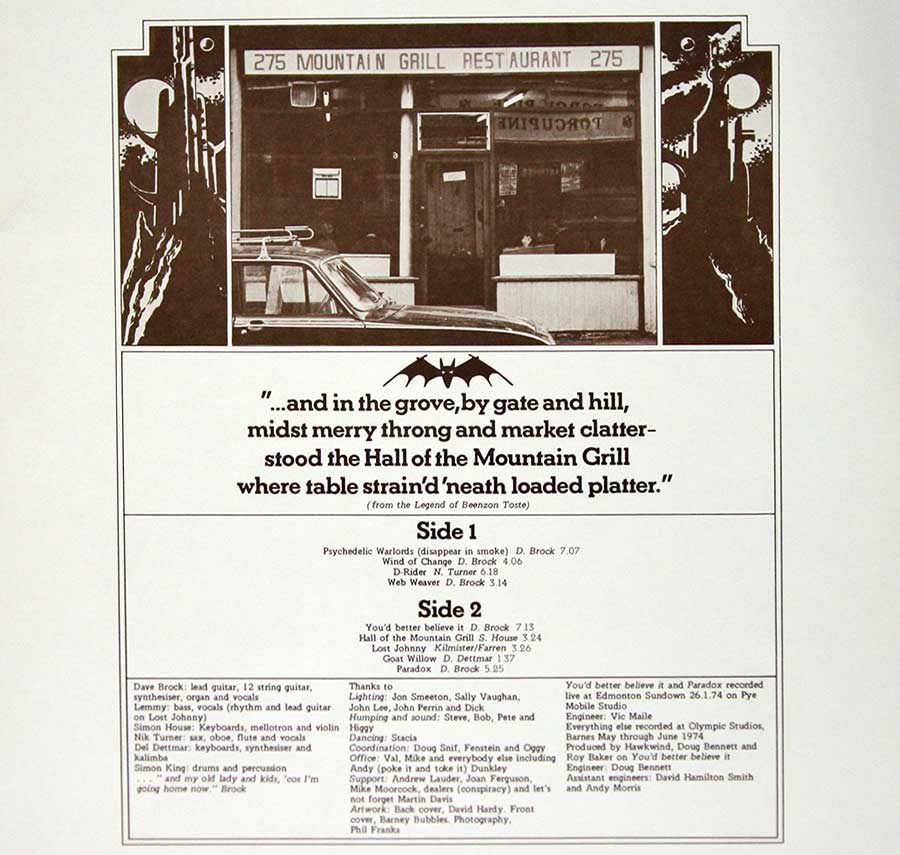 275 MOUNTAIN GRILL RESTAURANT 275
PORCUPINE
"...and in the grove, by gate and hill,
midst merry throng and market clatter-
stood the Hall of the Mountain Grill
where table strain'd 'neath loaded platter."
(from the Legend of Beenzon Toste)
Side 1
Psychedelic Warlords (disappear in smoke) D. Brock 7.07
Wind of Change D. Brock 4.06
D-Rider N. Turner 6.18
Web Weaver D. Brock 3.14
Side 2
You'd better believe it D. Brock 7.13
Hall of the Mountain Grill S. House 3.24
Lost Johnny Kilmister/Farren 3.26
Goat Willow D. Dettmar 1.37
Paradox D. Brock 5.25
Dave Brock: lead guitar, 12 string guitar,
synthesiser, organ and vocals
Lemmy: bass, vocals (rhythm and lead guitar
on Lost Johnny)
Simon House: Keyboards, mellotron and violin
Nik Turner: sax, oboe, flute and vocals
Del Dettmar: keyboards, synthesiser and
kalimba
Simon King: drums and percussion
. . . " and my old lady and kids, 'cos I'm
going home now." Brock
Thanks to
Lighting: Jon Smeeton, Sally Vaughan,
John Lee, John Perrin and Dick
Humping and sound: Steve, Bob, Pete and
Higgy
Dancing: Stacia
Coordination: Doug Snif, Fenstein and Oggy
Office: Val, Mike and everybody else including
Andy (poke it and toke it) Dunkley
Support: Andrew Lauder, Joan Ferguson,
Mike Moorcock, dealers (conspiracy) and let's
not forget Martin Davis
Artwork: Back cover, David Hardy. Front
cover, Barney Bubbles. Photography,
Phil Franks
You'd better believe it and Paradox recorded
live at Edmonton Sundown 26.1.74 on Pye
Mobile Studio
Engineer: Vic Maile
Everything else recorded at Olympic Studios,
Barnes May through June 1974
Produced by Hawkwind, Doug Bennett and
Roy Baker on You'd better believe it
Engineer: Doug Bennett
Assistant engineers: David Hamilton Smith
and Andy Morris